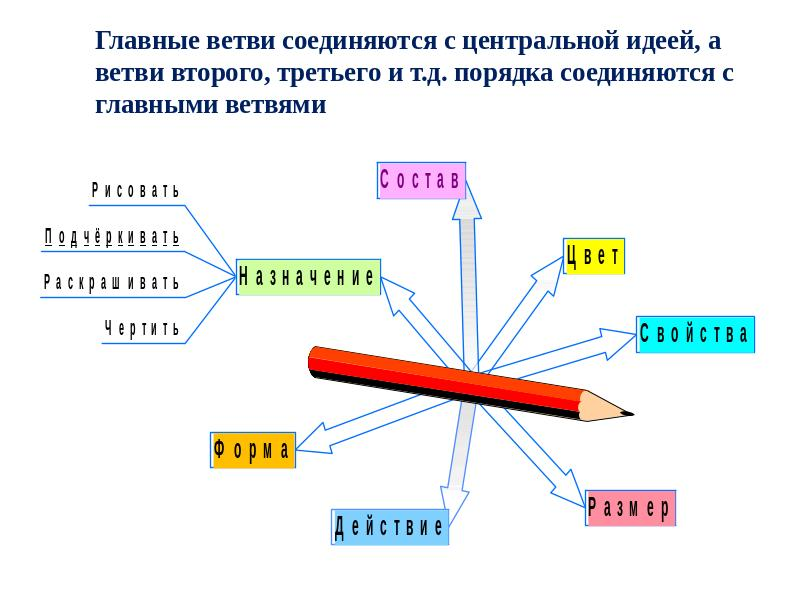 Главные ветви соединяются с центральной идеей, а
ветви второго, третьего и т.д. порядка соединяются с
главными ветвями
Состав
Рисовать
Подчёркивать
Раскрашивать
Чертить
Назначение
Цвет
Свойства
Форма
Действие
Размер